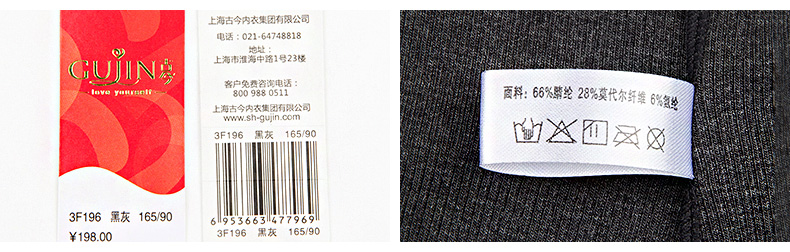 GUJIN
love yourself
3F196 黑灰 165/90
¥198.00
上海古今内衣集团有限公司
电话：021-64748818
地址：
上海市淮海中路1号23楼
客户免费咨询电话：
800 988 0511
上海古今内衣集团有限公司
www.sh-gujin.com
3F196 黑灰 165/90
6 953663 477969
3F196 黑灰 165/90
面料：66%腈纶 28%莫代尔纤维 6%氨纶